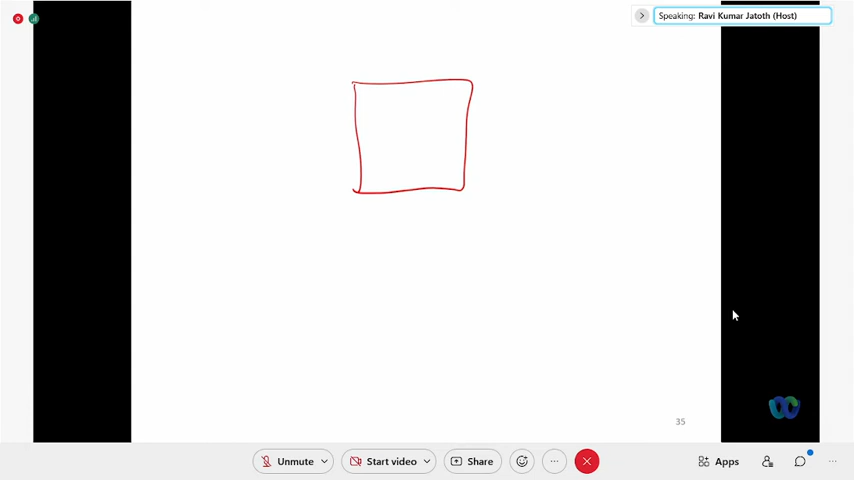 Speaking: Ravi Kumar Jatoth (Host)
35
Unmute
Start video
Share
Apps